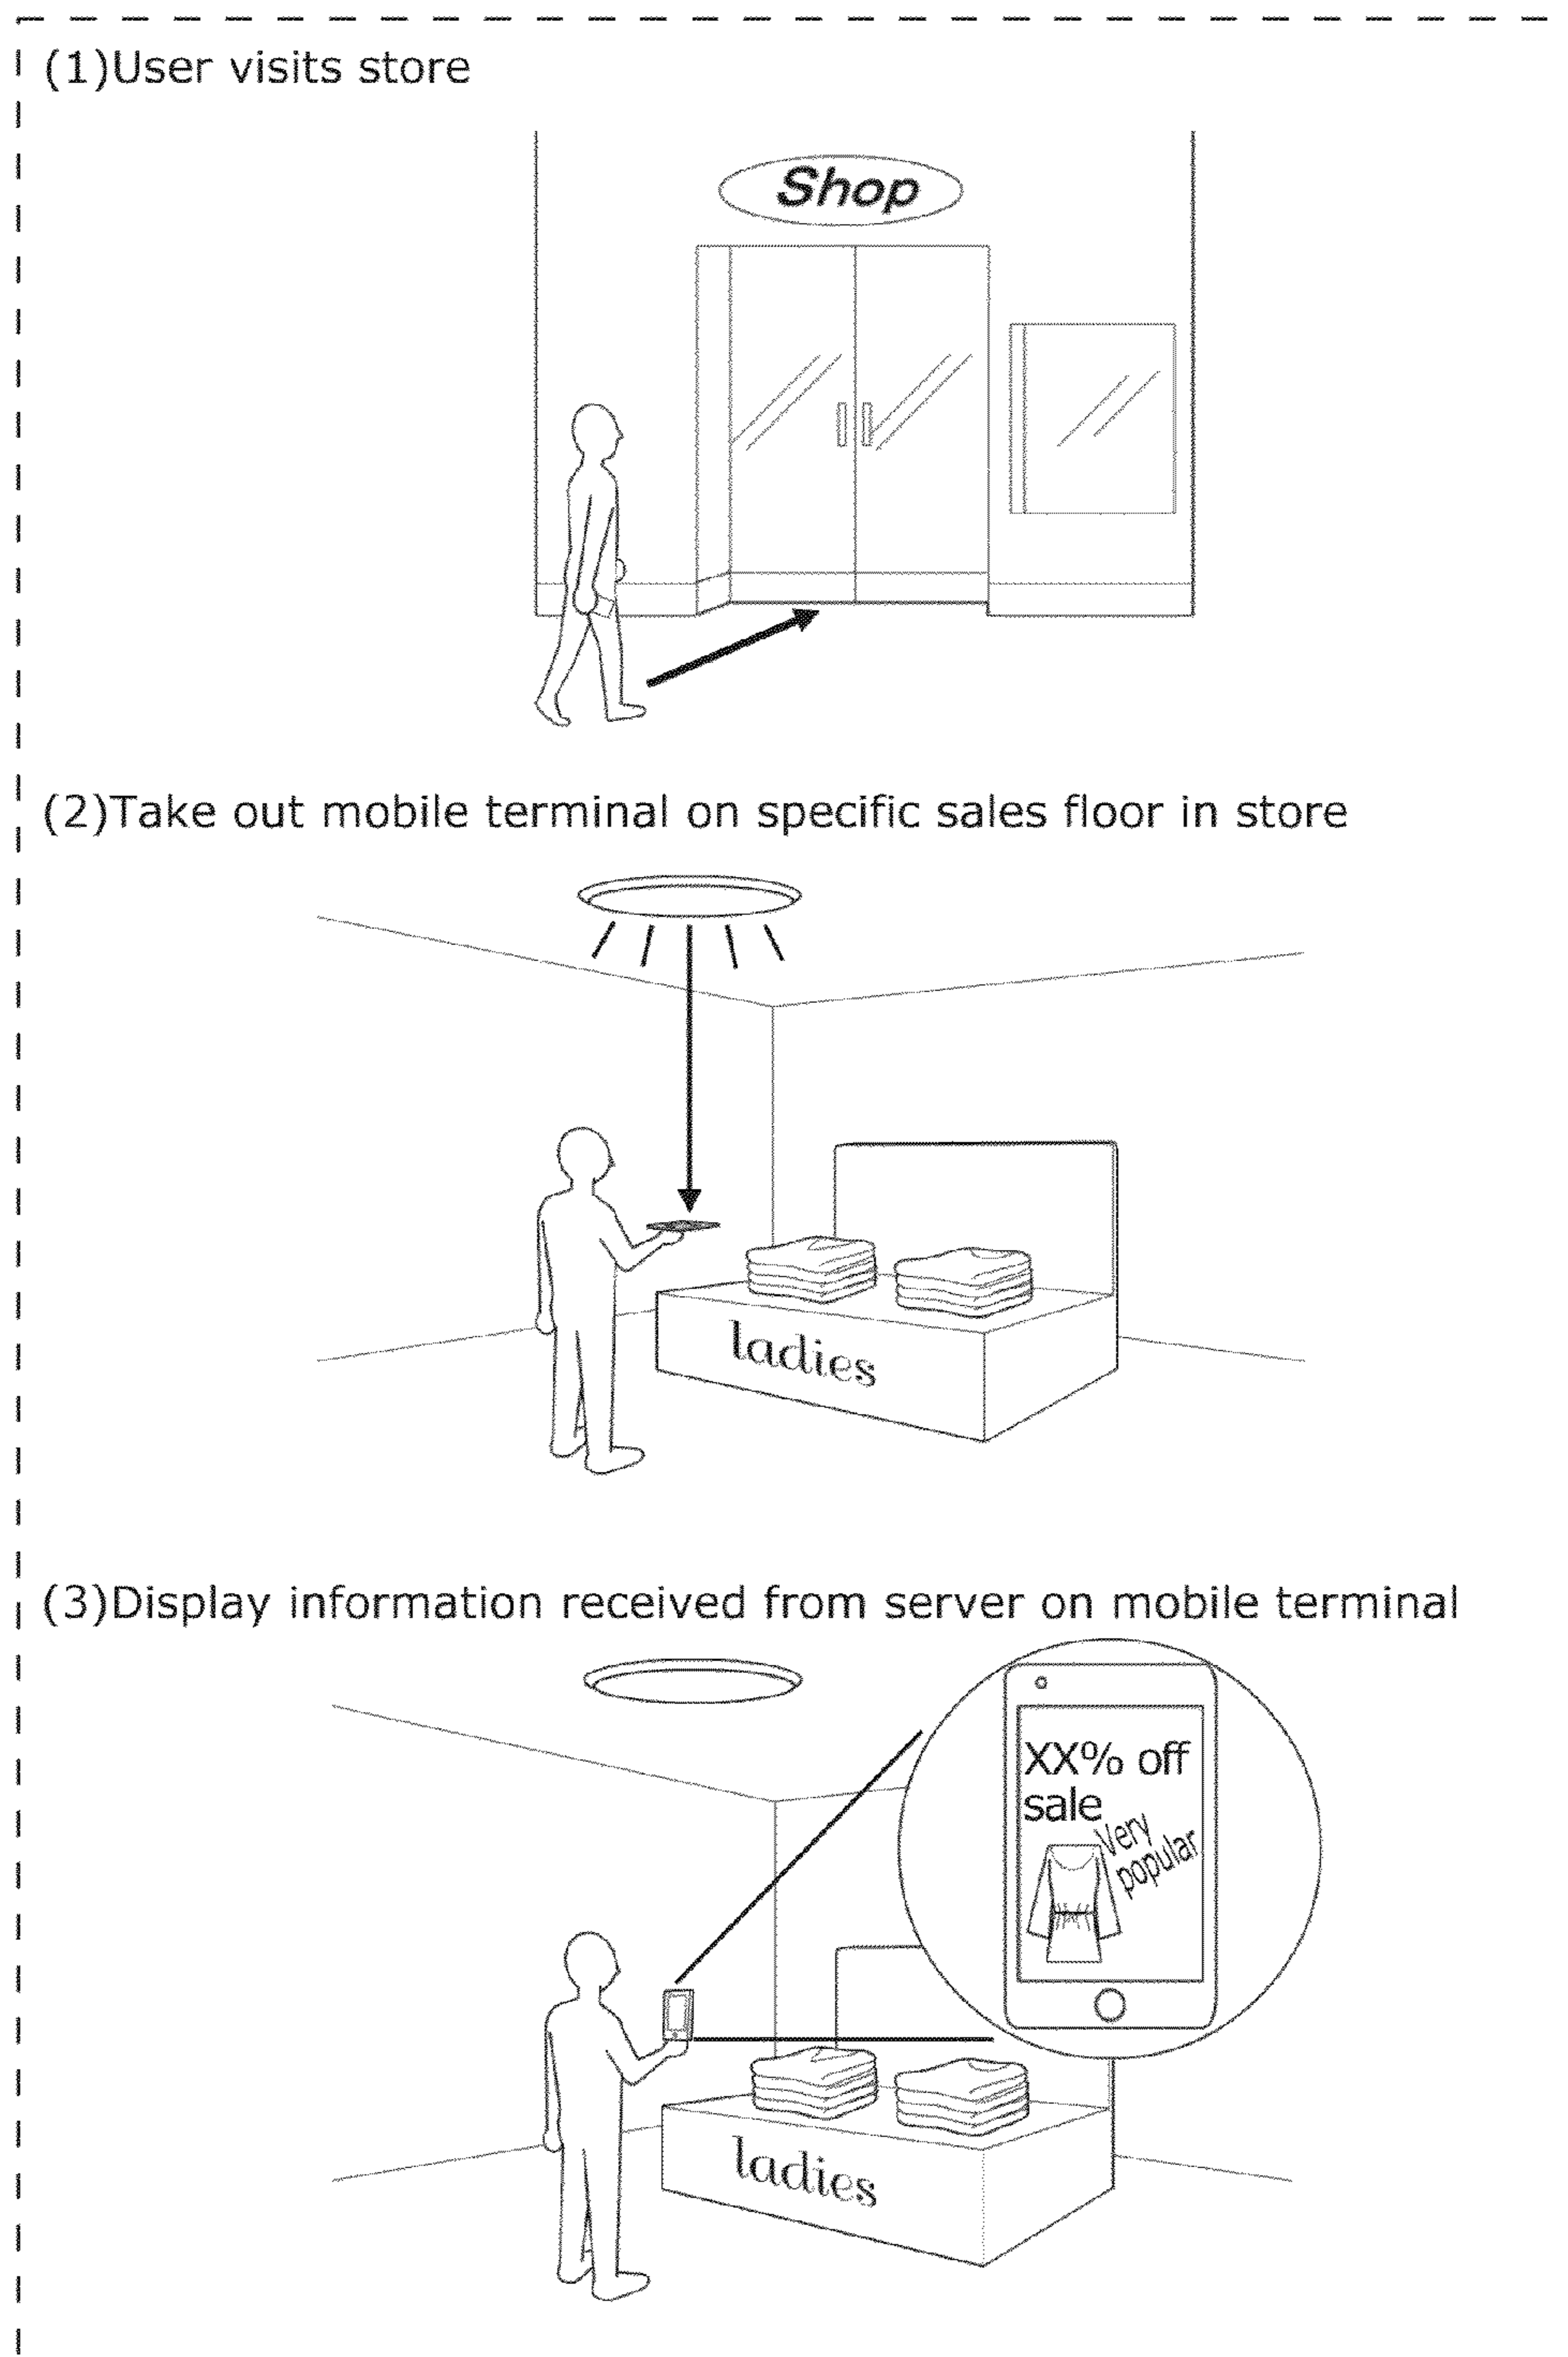 (1)User visits store
Shop
(2)Take out mobile terminal on specific sales floor in store
ladies
(3)Display information received from server on mobile terminal
XX% off
sale
Very
popular
ladies